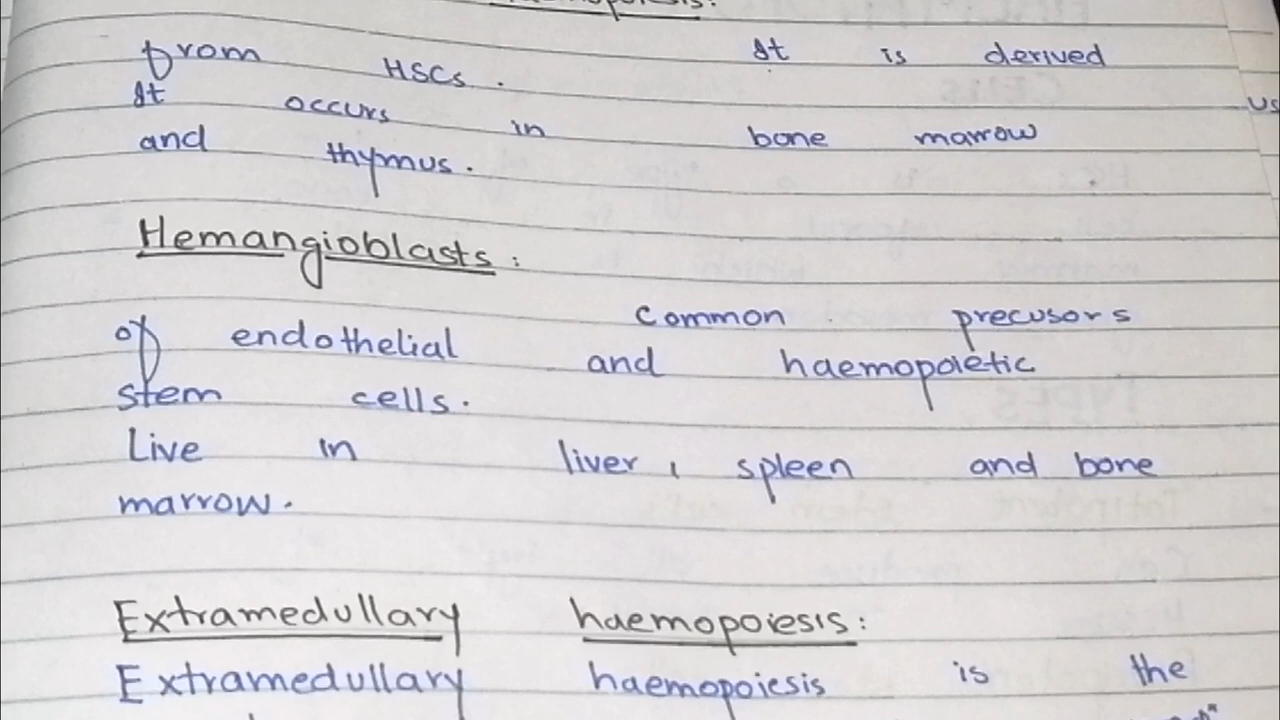 It is derived
from HSCs.
It occurs in bone marrow
and thymus.
Hemangioblasts:
common precusors
of endothelial and haemopoietic
stem cells.
Live in liver, spleen and bone
marrow.
Extramedullary haemopoiesis:
Extramedullary haemopoiesis is the